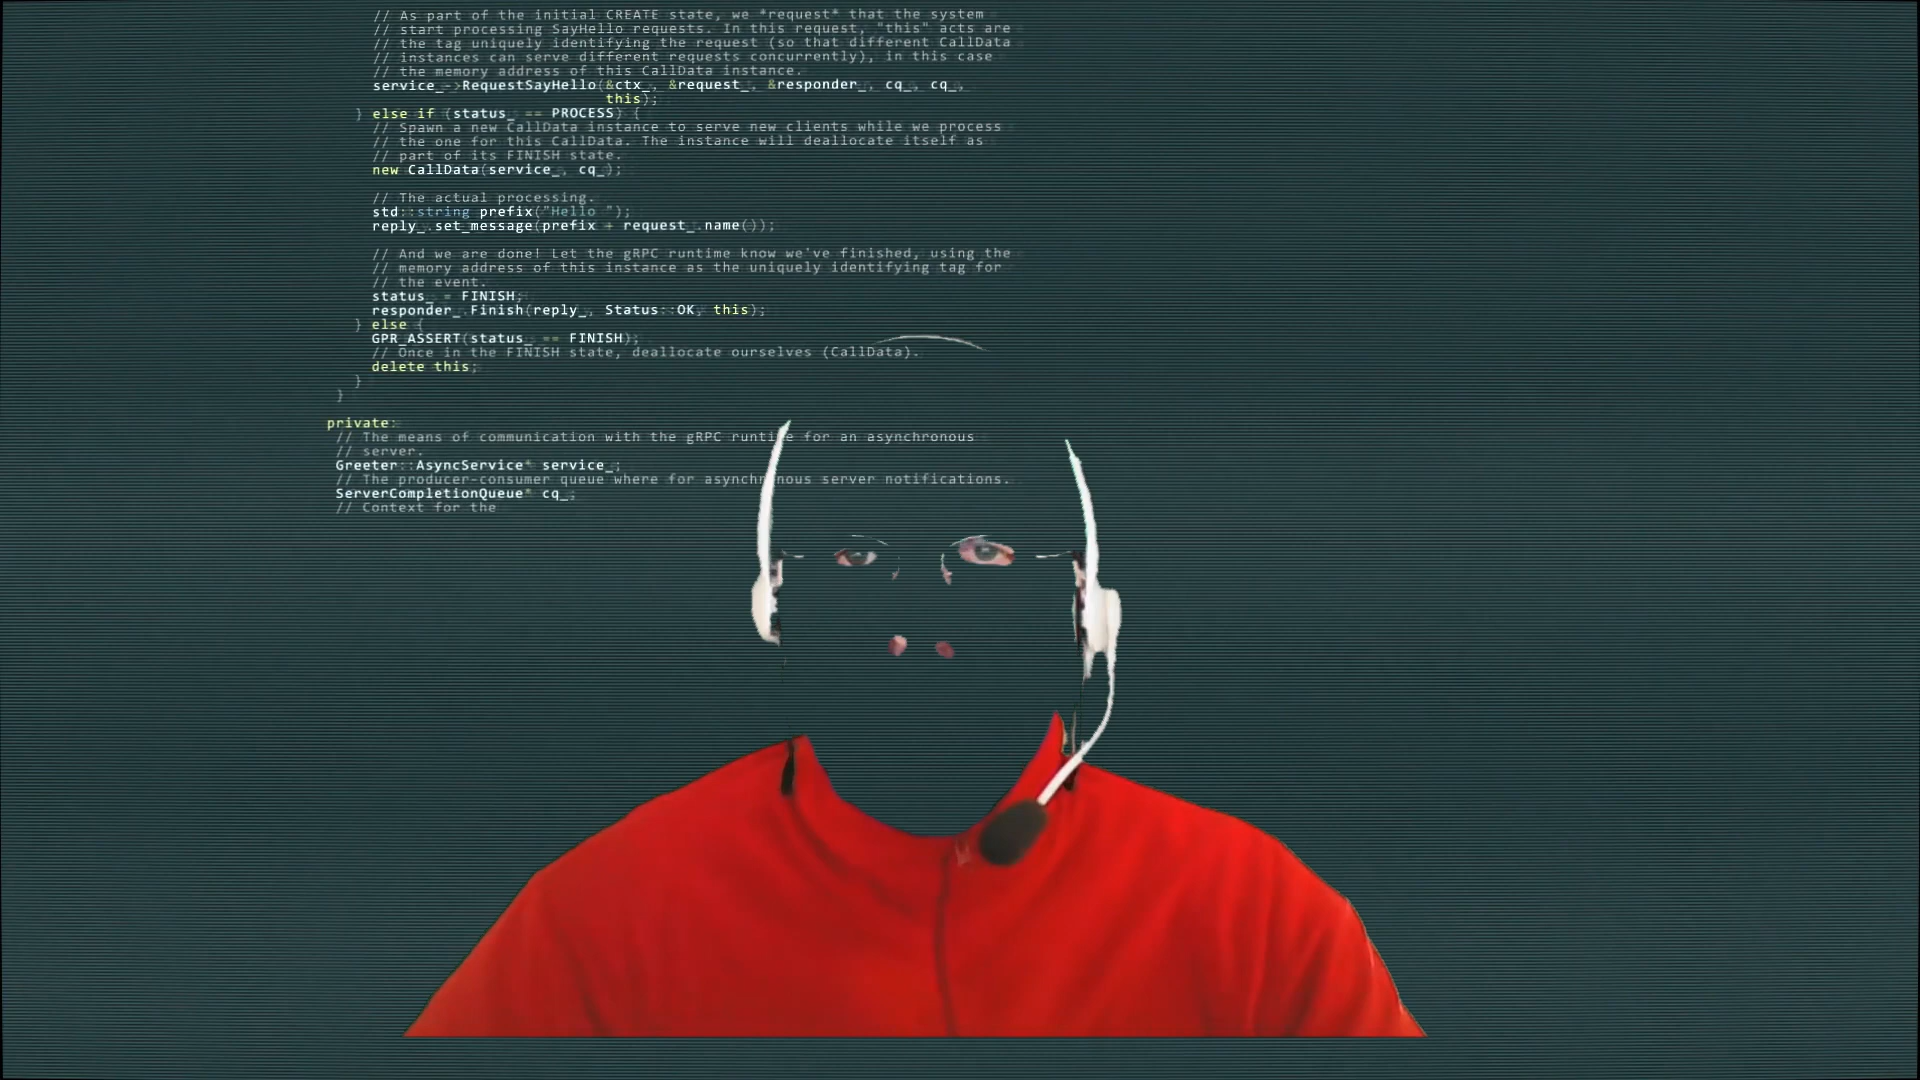 // As part of the initial CREATE state, we *request* that the system
// start processing SayHello requests. In this request, "this" acts are
// the tag uniquely identifying the request (so that different CallData
// instances can serve different requests concurrently), in this case
// the memory address of this CallData instance.
service_->RequestSayHello(&ctx_, &request_, &responder_, cq_, cq_,
this);
} else if (status_ == PROCESS) {
// Spawn a new CallData instance to serve new clients while we process
// the one for this CallData. The instance will deallocate itself as
// part of its FINISH state.
new CallData(service_, cq_);
// The actual processing.
std::string prefix("Hello ");
reply_.set_message(prefix + request_.name());
// And we are done! Let the gRPC runtime know we've finished, using the
// memory address of this instance as the uniquely identifying tag for
// the event.
status_ = FINISH;
responder_.Finish(reply_, Status::OK, this);
} else {
GPR_ASSERT(status_ == FINISH);
// Once in the FINISH state, deallocate ourselves (CallData).
delete this;
}
}
private:
// The means of communication with the gRPC runtime for an asynchronous
// server.
Greeter::AsyncService* service_;
// The producer-consumer queue where for asynchronous server notifications.
ServerCompletionQueue* cq_;
// Context for the